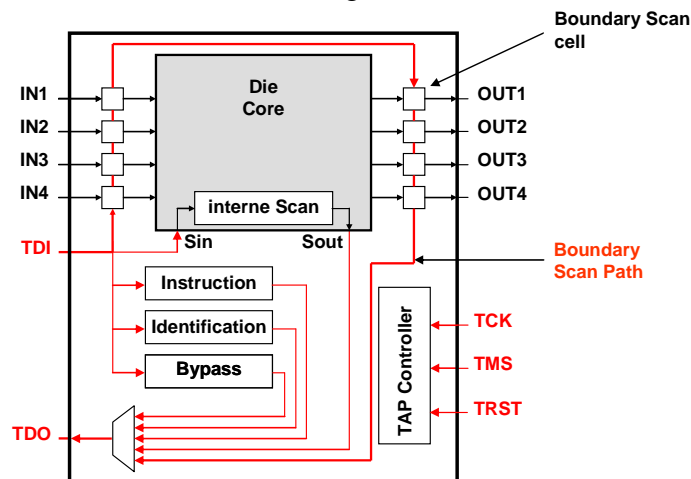 Boundary Scan
cell
Die
Core
IN1
OUT1
IN2
OUT2
IN3
OUT3
IN4
OUT4
interne Scan
TDI
Sin
Sout
Boundary
Scan Path
Instruction
Identification
Bypass
TAP Controller
TCK
TMS
TRST
TDO